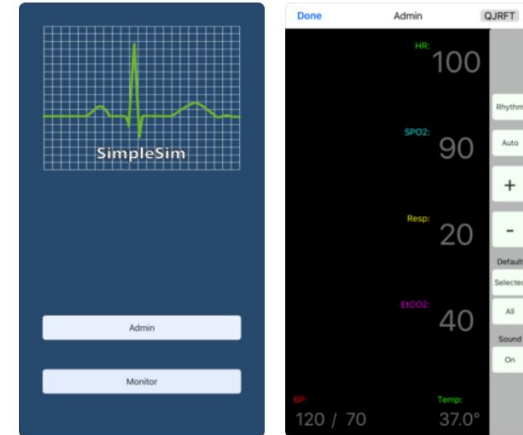 SimpleSim
Admin
Monitor
Done Admin QJRFT
HR:
100
Rhythm
SPO2:
90
Auto
+
Resp:
20
-
Default
Selected
EtCO2:
40
All
Sound
On
BP:
120 / 70
Temp:
37.0°